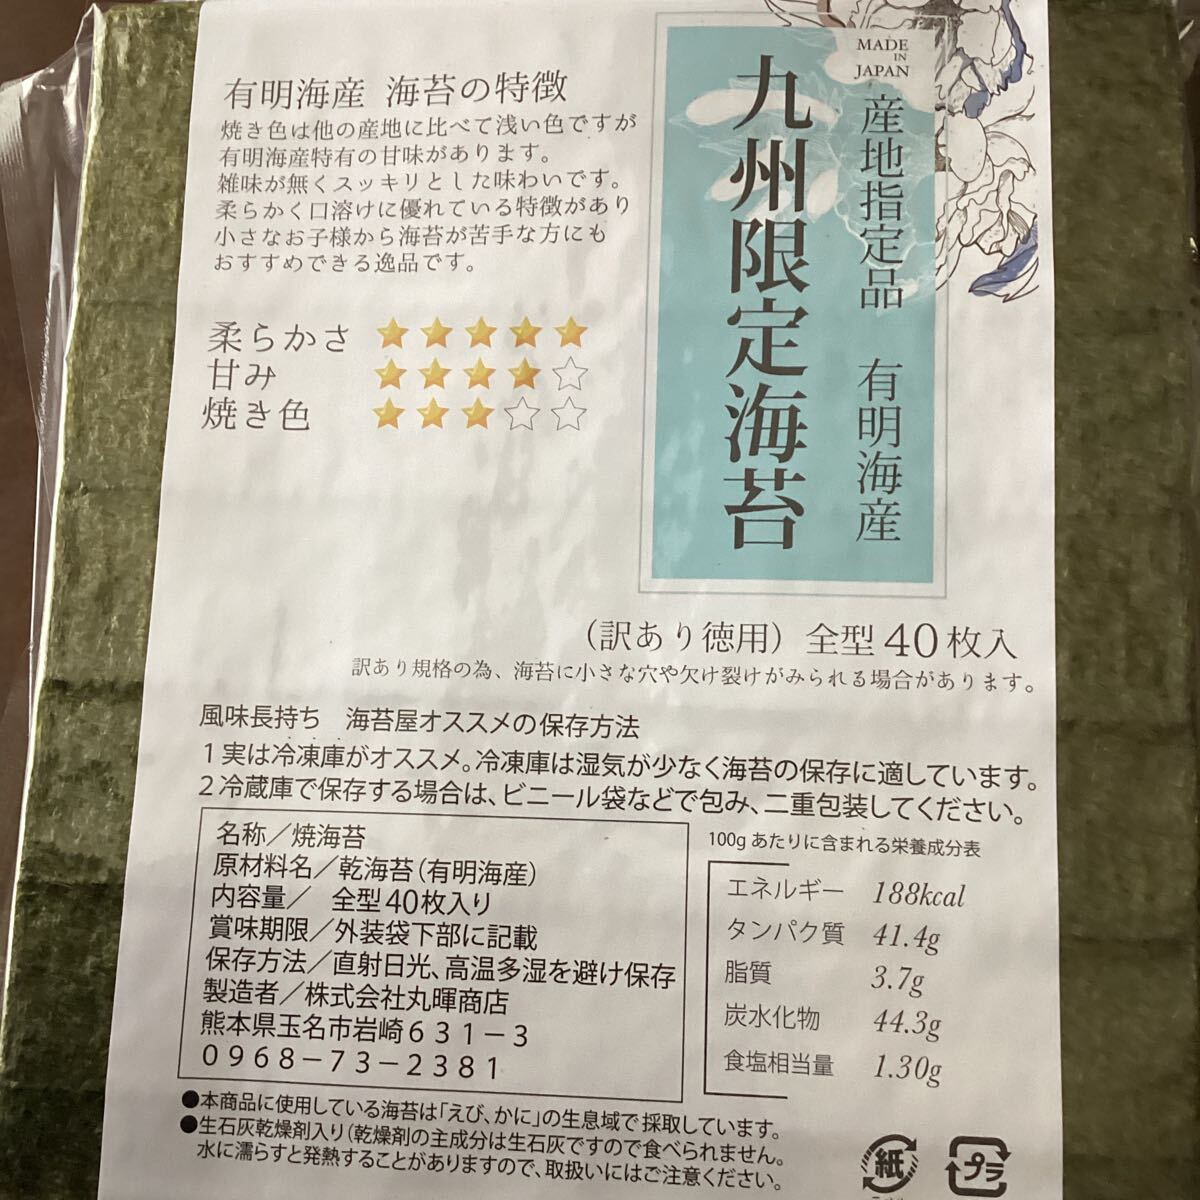 MADE
IN
JAPAN
産地指定品 有明海産
九州限定海苔
有明海産 海苔の特徴
焼き色は他の産地に比べて浅い色ですが
有明海産特有の甘味があります。
雑味が無くスッキリとした味わいです。
柔らかく口溶けに優れている特徴があり
小さなお子様から海苔が苦手な方にも
おすすめできる逸品です。
柔らかさ ★★★★★
甘み ★★★★☆
焼き色 ★★★☆☆
(訳あり徳用) 全型40枚入
訳あり規格の為、海苔に小さな穴や欠け裂けがみられる場合があります。
風味長持ち 海苔屋オススメの保存方法
1 実は冷凍庫がオススメ。冷凍庫は湿気が少なく海苔の保存に適しています。
2 冷蔵庫で保存する場合は、ビニール袋などで包み、二重包装してください。
名称／焼海苔
原材料名／乾海苔(有明海産)
内容量／ 全型40枚入り
賞味期限／外装袋下部に記載
保存方法／直射日光、高温多湿を避け保存
製造者／株式会社丸暉商店
熊本県玉名市岩崎６３１－３
０９６８－７３－２３８１
100gあたりに含まれる栄養成分表
エネルギー 188kcal
タンパク質 41.4g
脂質 3.7g
炭水化物 44.3g
食塩相当量 1.30g
●本商品に使用している海苔は「えび、かに」の生息域で採取しています。
●生石灰乾燥剤入り(乾燥剤の主成分は生石灰ですので食べられません。
水に濡らすと発熱することがありますので、取扱いにはご注意ください。
紙
プラ